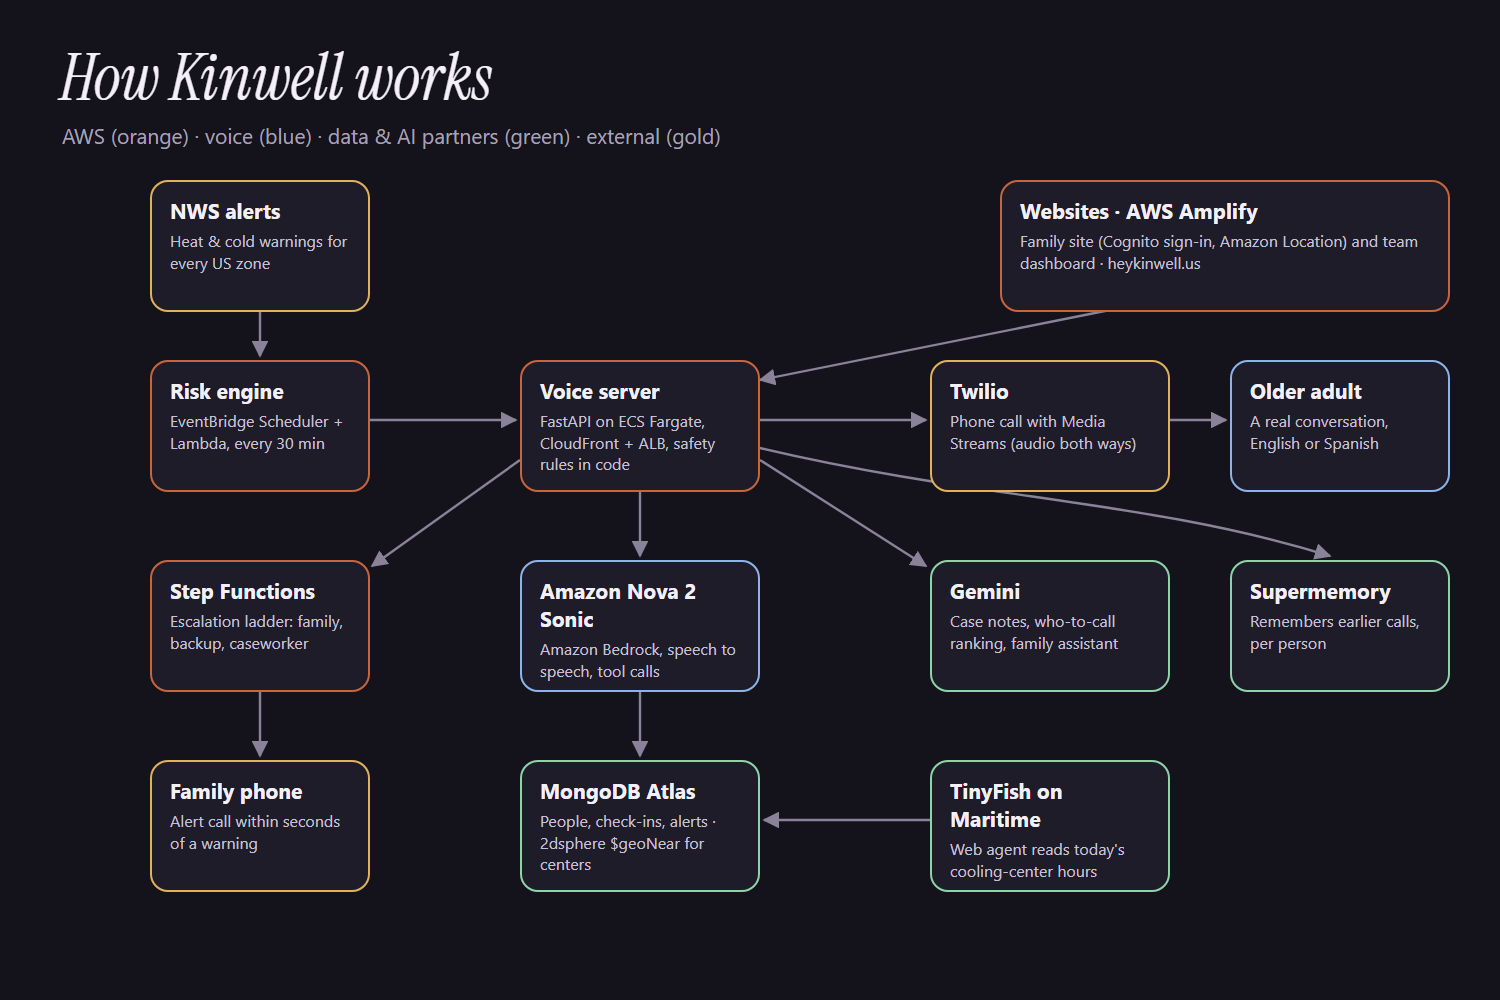 How Kinwell works
AWS (orange) · voice (blue) · data & AI partners (green) · external (gold)
NWS alerts
Heat & cold warnings for
every US zone
Websites · AWS Amplify
Family site (Cognito sign-in, Amazon Location) and team
dashboard · heykinwell.us
Risk engine
EventBridge Scheduler +
Lambda, every 30 min
Voice server
FastAPI on ECS Fargate,
CloudFront + ALB, safety
rules in code
Twilio
Phone call with Media
Streams (audio both ways)
Older adult
A real conversation,
English or Spanish
Step Functions
Escalation ladder: family,
backup, caseworker
Amazon Nova 2
Sonic
Amazon Bedrock, speech to
speech, tool calls
Gemini
Case notes, who-to-call
ranking, family assistant
Supermemory
Remembers earlier calls,
per person
Family phone
Alert call within seconds
of a warning
MongoDB Atlas
People, check-ins, alerts ·
2dsphere $geoNear for
centers
TinyFish on
Maritime
Web agent reads today's
cooling-center hours